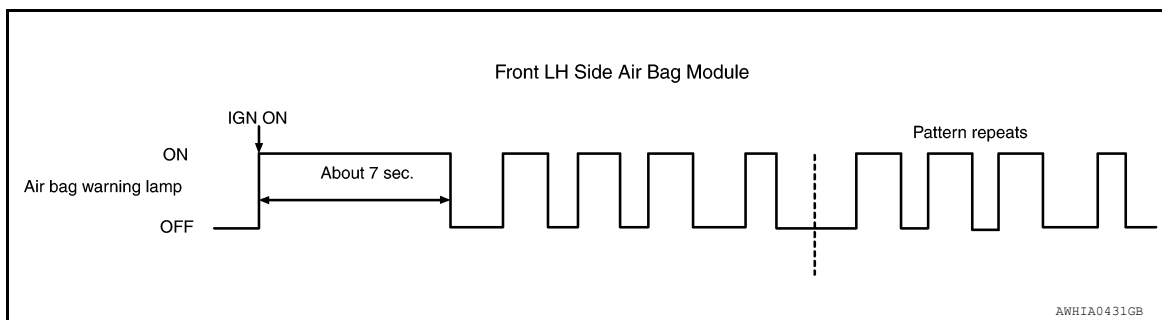 Front LH Side Air Bag Module
IGN ON
Pattern repeats
ON
About 7 sec.
Air bag warning lamp
OFF
AWHIA0431GB